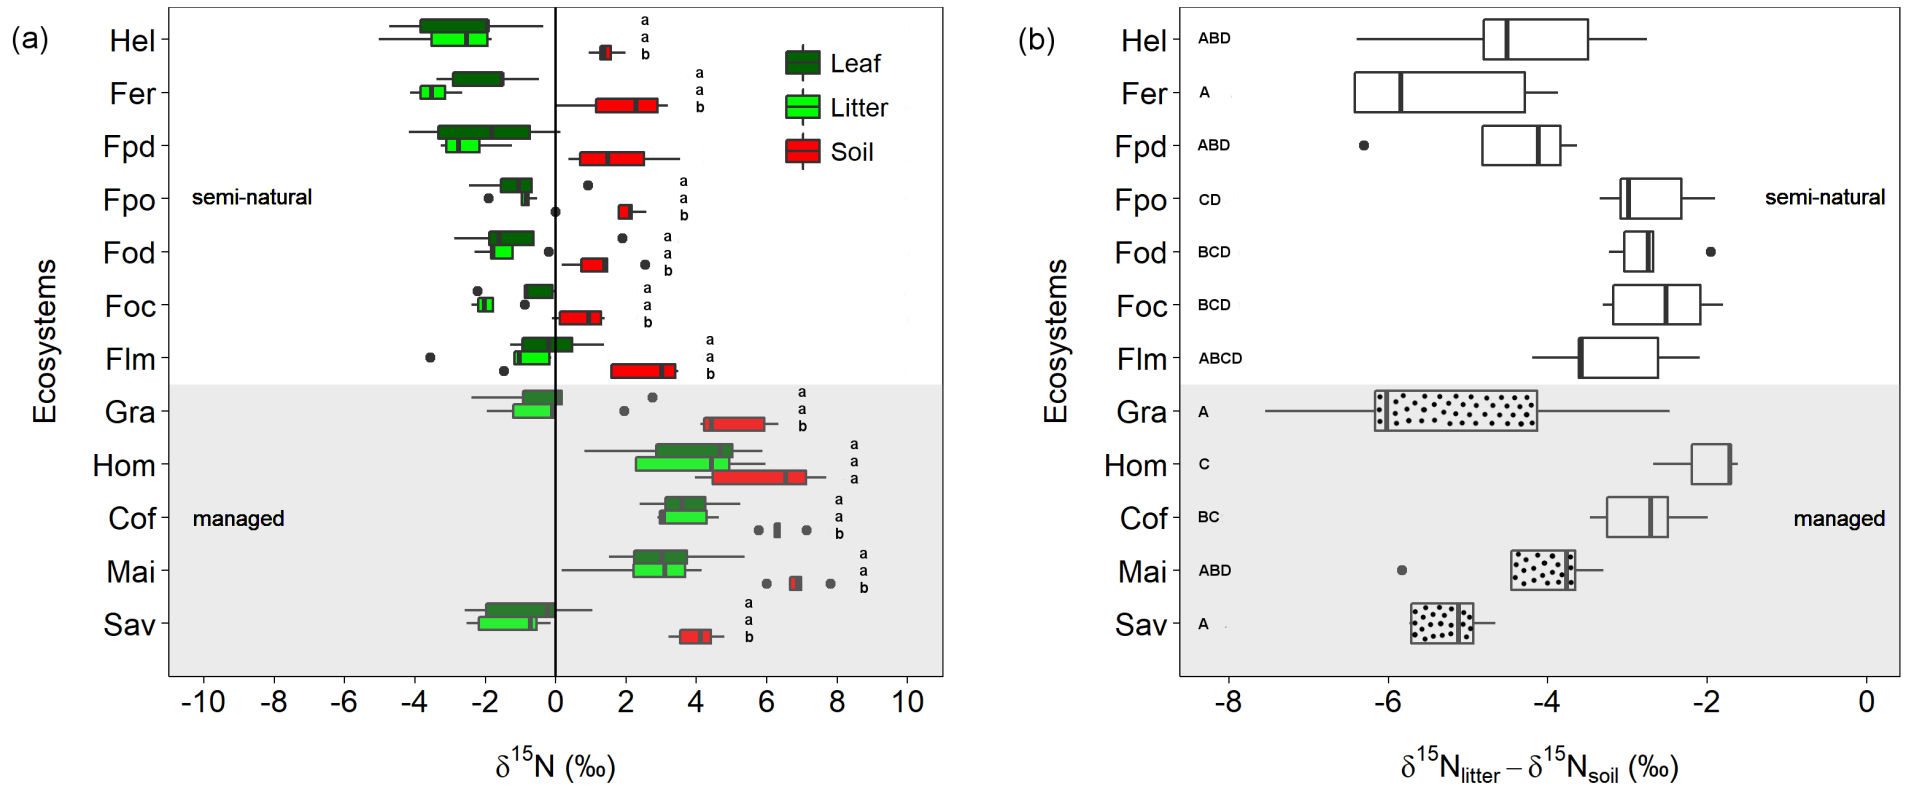 (a)
Ecosystems
Hel
a
a
b
Fer
a
a
b
Fpd
Fpo
a
a
b
Fod
a
a
b
Foc
a
a
b
Flm
a
a
b
Gra
a
a
b
Hom
a
a
a
Cof
a
a
b
Mai
a
a
b
Sav
a
a
b
semi-natural
managed
Leaf
Litter
Soil
-10 -8 -6 -4 -2 0 2 4 6 8 10
δ15N (‰)
(b)
Ecosystems
Hel ABD
Fer A
Fpd ABD
Fpo CD
Fod BCD
Foc BCD
Flm ABCD
Gra A
Hom C
Cof BC
Mai ABD
Sav A
semi-natural
managed
-8 -6 -4 -2 0
δ15Nlitter – δ15Nsoil (‰)